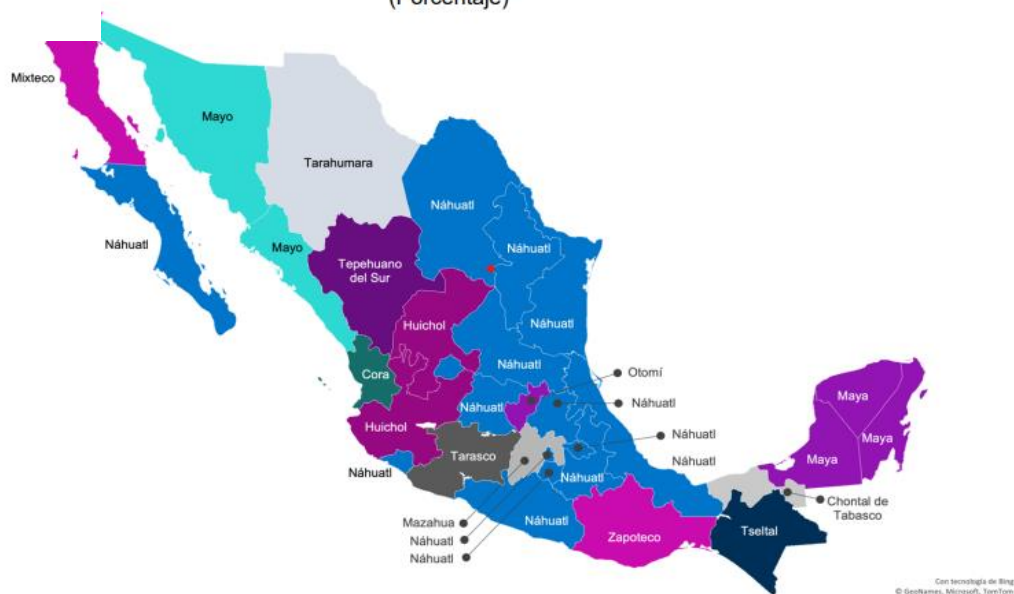 (Porcentaje)
Mixteco
Mayo
Tarahumara
Náhuatl
Náhuatl
Náhuatl
Mayo
Tepehuano
del Sur
Huichol
Náhuatl
Náhuatl
Cora
Otomí
Náhuatl
Náhuatl
Maya
Huichol
Náhuatl
Maya
Tarasco
Náhuatl
Maya
Náhuatl
Náhuatl
Chontal de
Tabasco
Mazahua
Náhuatl
Tseltal
Náhuatl
Zapoteco
Náhuatl
Con tecnología de Bing
© GeoNames, Microsoft, TomTom